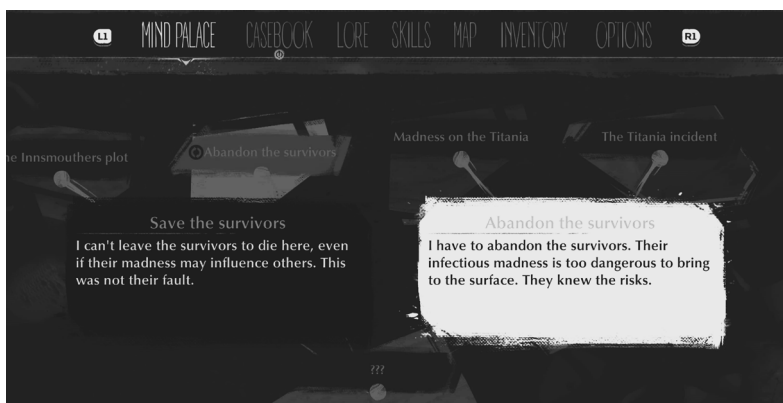 L1 MIND PALACE CASEBOOK LORE SKILLS MAP INVENTORY OPTIONS R1
Madness on the Titania
The Titania incident
Innsmouthers plot
Abandon the survivors
Save the survivors
I can't leave the survivors to die here, even
if their madness may influence others. This
was not their fault.
Abandon the survivors
I have to abandon the survivors. Their
infectious madness is too dangerous to bring
to the surface. They knew the risks.
???